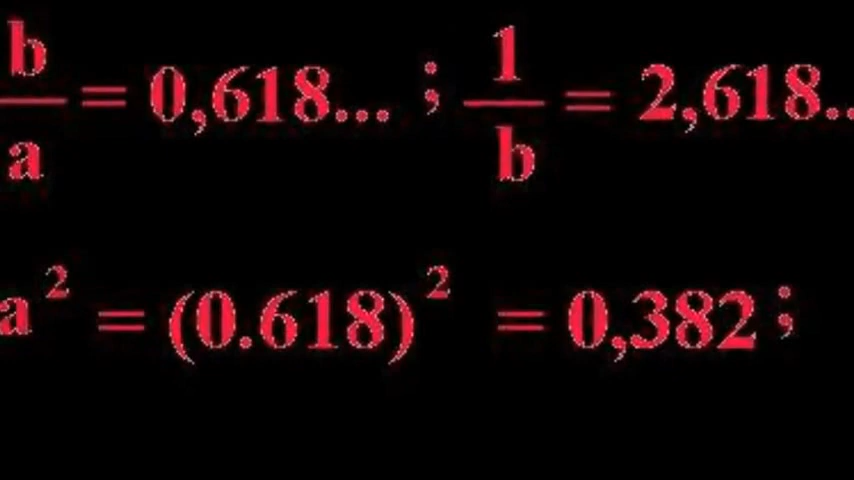 b/a = 0,618... ; 1/b = 2,618..
a² = (0.618)² = 0,382 ;